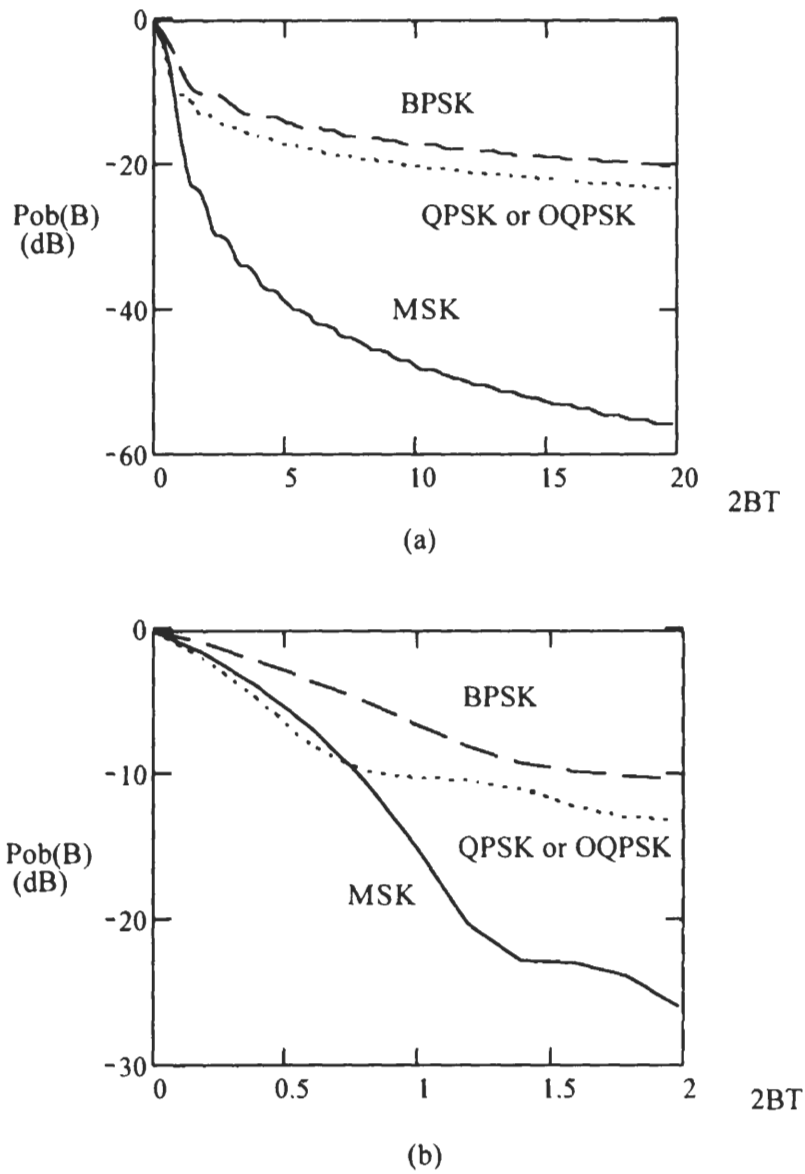 0
BPSK
-20
Pob(B)
(dB)
QPSK or OQPSK
MSK
-40
-60
0 5 10 15 20
2BT
(a)
0
BPSK
-10
QPSK or OQPSK
Pob(B)
(dB)
MSK
-20
-30
0 0.5 1 1.5 2
2BT
(b)